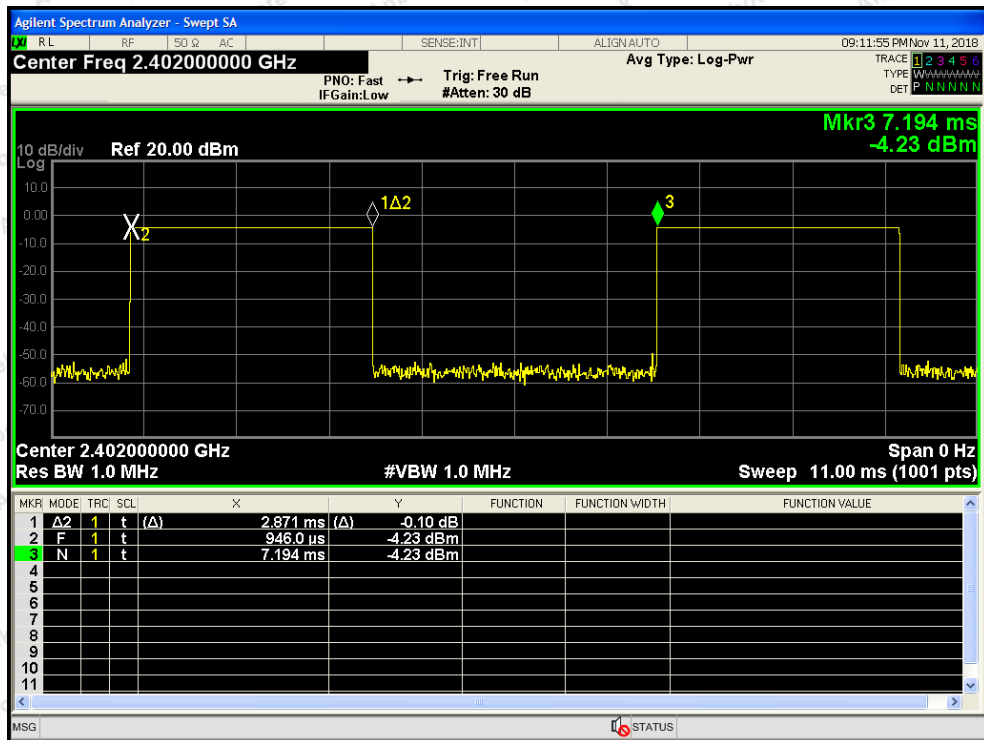 Agilent Spectrum Analyzer - Swept SA
LXI RL RF 50 Ω AC SENSE:INT ALIGN AUTO 09:11:55 PM Nov 11, 2018
Center Freq 2.402000000 GHz Avg Type: Log-Pwr TRACE 1 2 3 4 5 6
PNO: Fast Trig: Free Run TYPE WWWWWW
IFGain:Low #Atten: 30 dB DET P N N N N N
Mkr3 7.194 ms
10 dB/div Ref 20.00 dBm -4.23 dBm
Log
10.0
1Δ2 3
0.00
2
-10.0
-20.0
-30.0
-40.0
-50.0
-60.0
-70.0
Center 2.402000000 GHz Span 0 Hz
Res BW 1.0 MHz #VBW 1.0 MHz Sweep 11.00 ms (1001 pts)
MKR MODE TRC SCL X Y FUNCTION FUNCTION WIDTH FUNCTION VALUE
1 Δ2 1 t (Δ) 2.871 ms (Δ) -0.10 dB
2 F 1 t 946.0 µs -4.23 dBm
3 N 1 t 7.194 ms -4.23 dBm
4
5
6
7
8
9
10
11
MSG STATUS